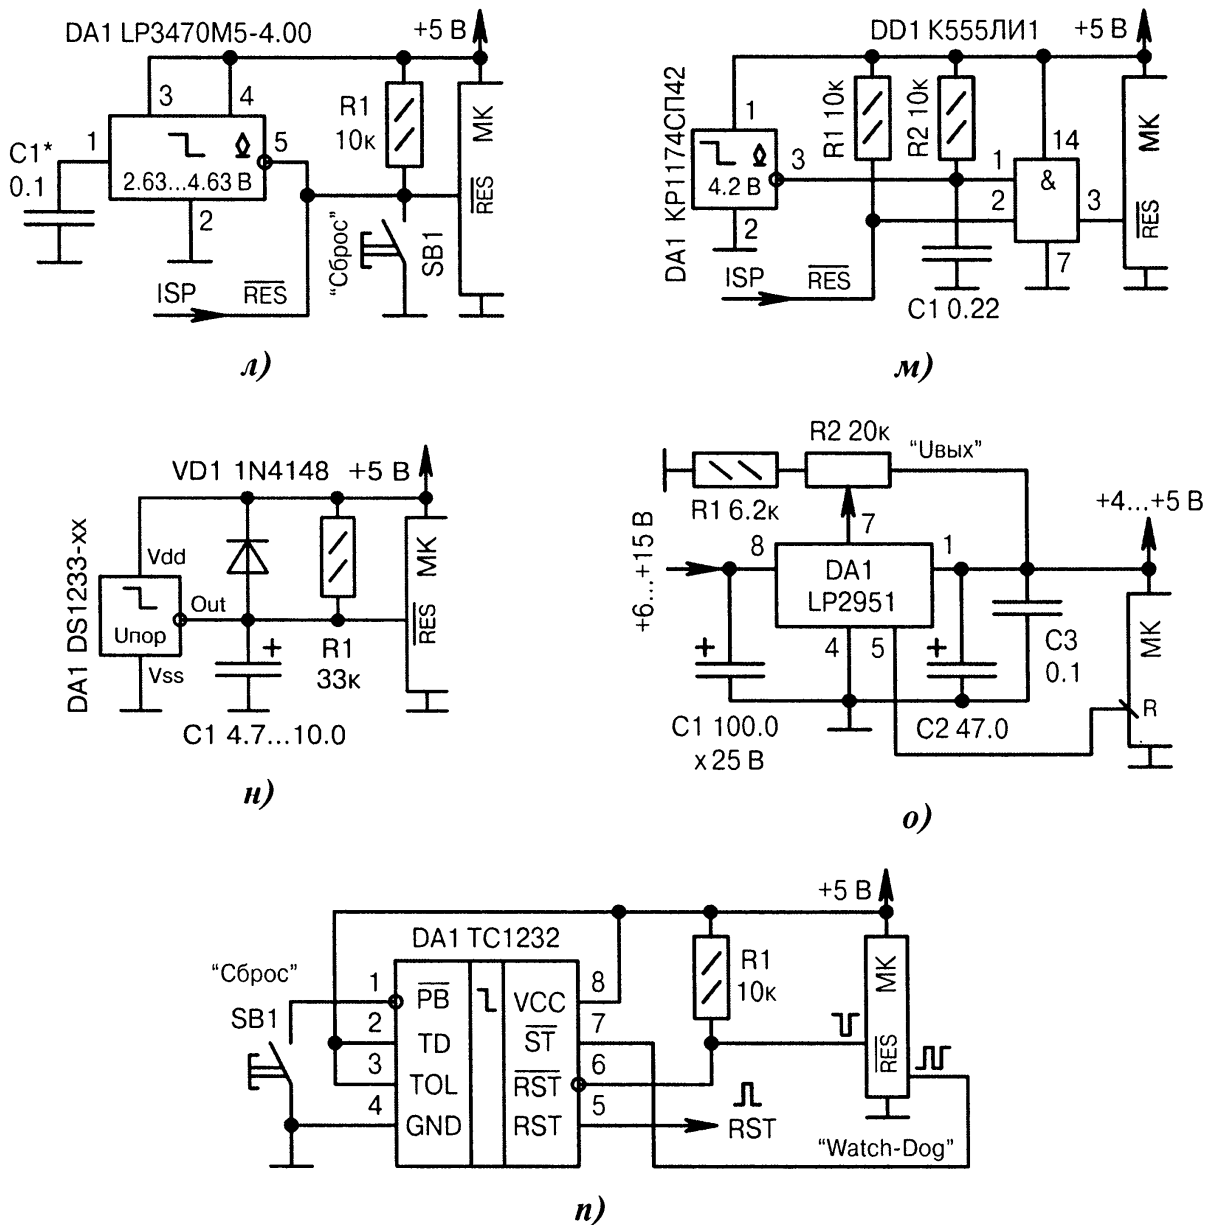 DA1 LP3470M5-4.00
+5 В
3
4
1
5
C1*
0.1
2.63...4.63 В
2
R1
10к
МК
RES
"Сброс"
SB1
ISP
RES
л)
DD1 К555ЛИ1
+5 В
DA1 КР1174СП42
1
3
4.2 В
2
R1 10к
R2 10к
14
1
2
&
3
7
МК
RES
ISP
RES
C1 0.22
м)
VD1 1N4148
+5 В
DA1 DS1233-xx
Vdd
Out
Uпор
Vss
R1
33к
МК
RES
C1 4.7...10.0
н)
R2 20к
"Uвых"
R1 6.2к
+4...+5 В
+6...+15 В
7
8
1
DA1
LP2951
4
5
+
+
C3
0.1
МК
R
C1 100.0
x 25 В
C2 47.0
о)
+5 В
DA1 TC1232
"Сброс"
SB1
1
PB
2
TD
3
TOL
4
GND
VCC
8
ST
7
RST
6
RST
5
R1
10к
МК
RES
RST
"Watch-Dog"
п)